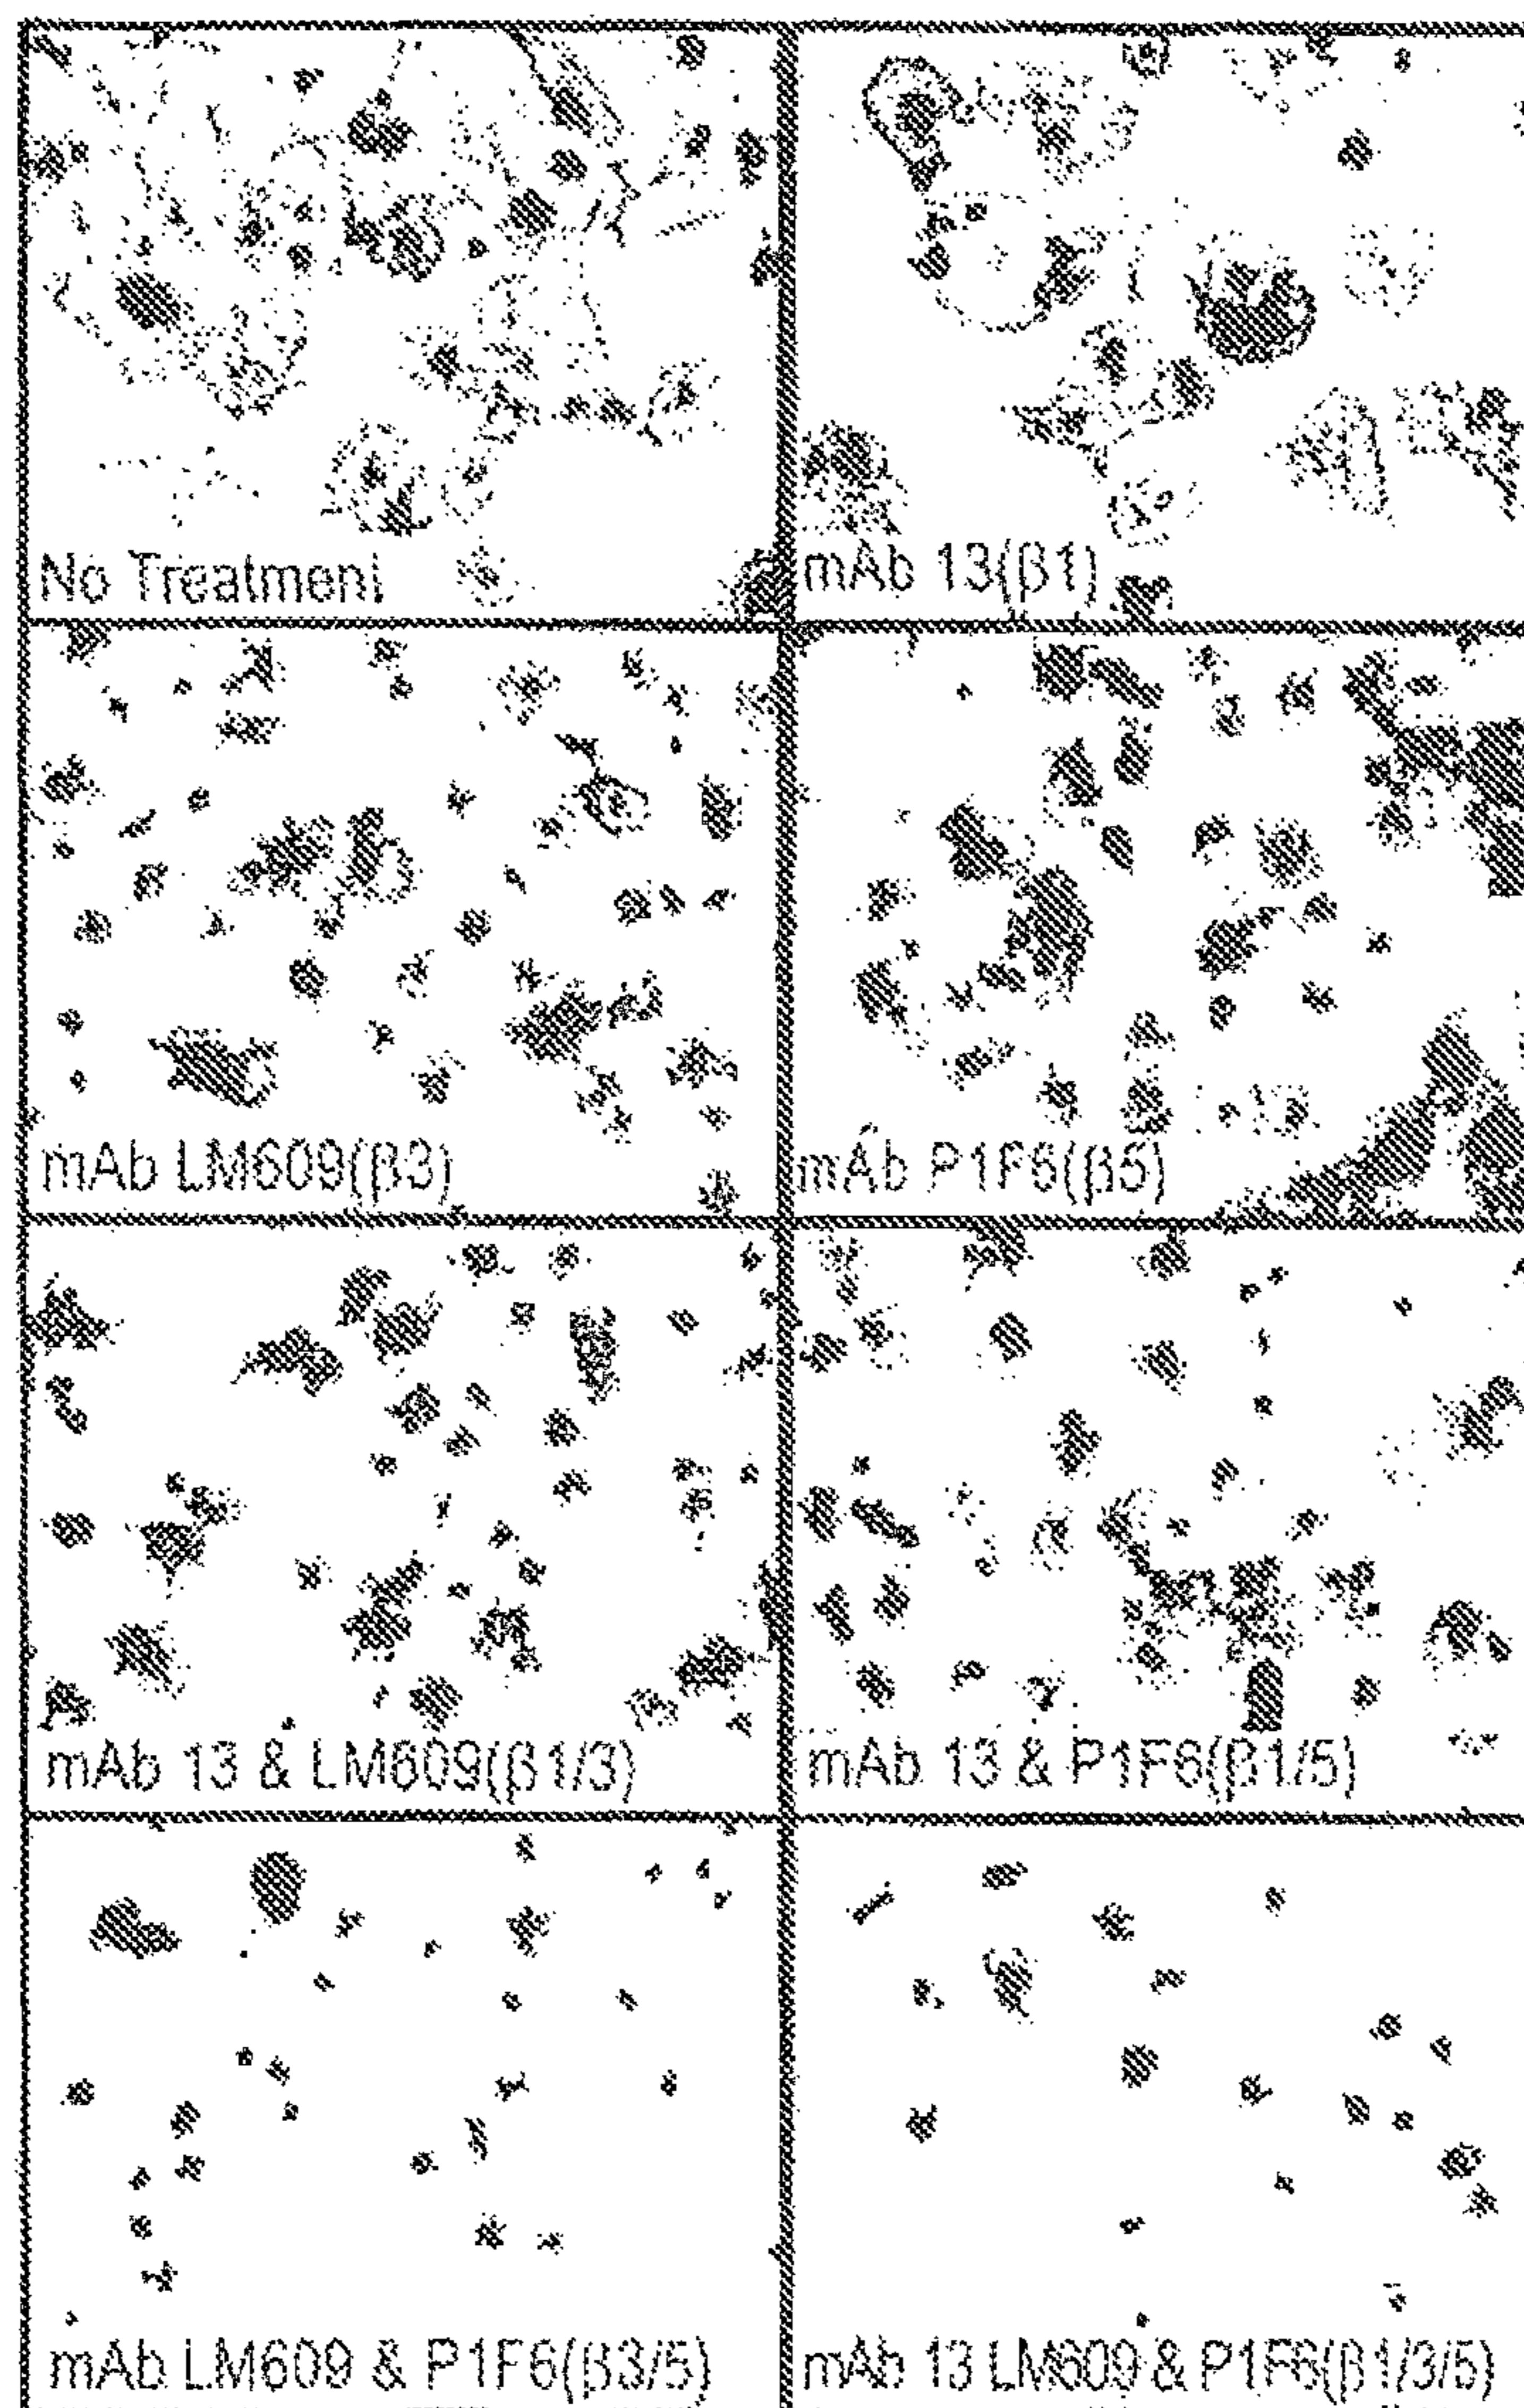 No Treatment
mAb 13(β1)
mAb LM609(β3)
mAb P1F6(β5)
mAb 13 & LM609(β1/3)
mAb 13 & P1F6(β1/5)
mAb LM609 & P1F6(β3/5)
mAb 13 LM609 & P1F6(β1/3/5)